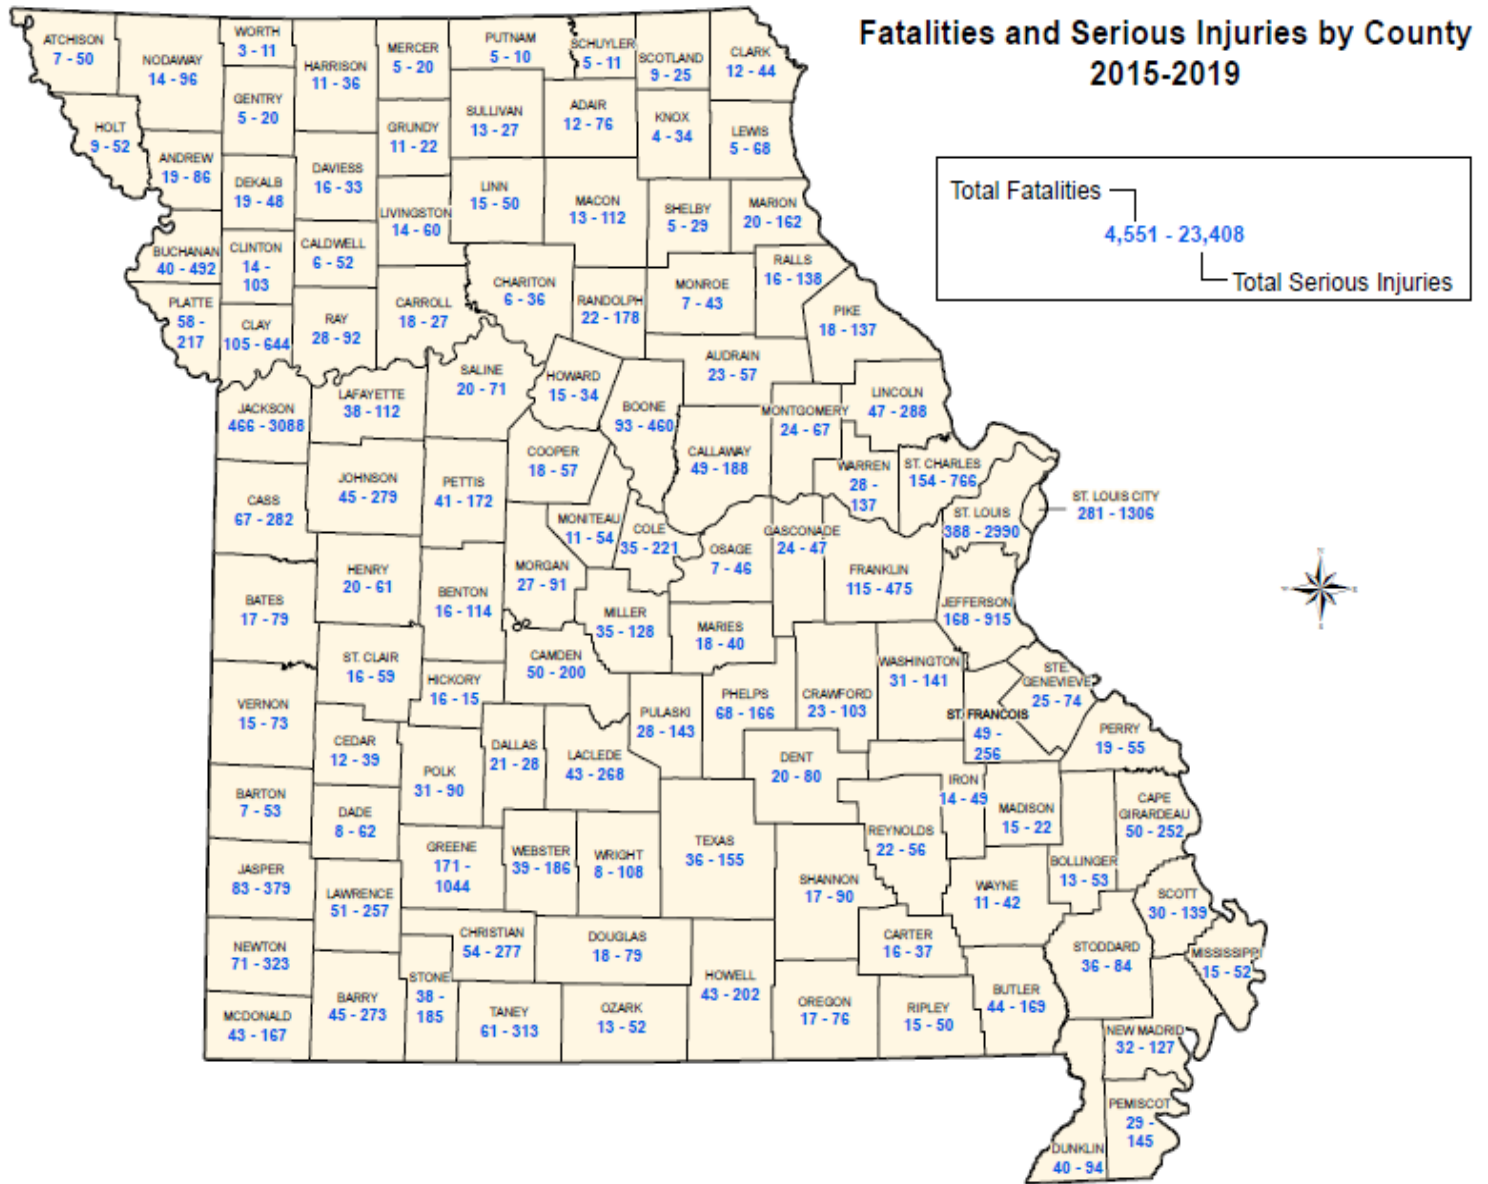 Fatalities and Serious Injuries by County
2015-2019
Total Fatalities
4,551 - 23,408
Total Serious Injuries
ATCHISON
7 - 50
NODAWAY
14 - 96
WORTH
3 - 11
HARRISON
11 - 36
MERCER
5 - 20
PUTNAM
5 - 10
SCHUYLER
5 - 11
SCOTLAND
9 - 25
CLARK
12 - 44
HOLT
9 - 52
ANDREW
19 - 86
GENTRY
5 - 20
DEKALB
19 - 48
DAVIESS
16 - 33
GRUNDY
11 - 22
SULLIVAN
13 - 27
ADAIR
12 - 76
KNOX
4 - 34
LEWIS
5 - 68
LIVINGSTON
14 - 60
LINN
15 - 50
MACON
13 - 112
SHELBY
5 - 29
MARION
20 - 162
BUCHANAN
40 - 492
CLINTON
14 -
103
CALDWELL
6 - 52
CHARITON
6 - 36
RANDOLPH
22 - 178
MONROE
7 - 43
RALLS
16 - 138
PLATTE
58 -
217
CLAY
105 - 644
RAY
28 - 92
CARROLL
18 - 27
PIKE
18 - 137
AUDRAIN
23 - 57
SALINE
20 - 71
HOWARD
15 - 34
BOONE
93 - 460
JACKSON
466 - 3088
LAFAYETTE
38 - 112
MONTGOMERY
24 - 67
LINCOLN
47 - 288
COOPER
18 - 57
CALLAWAY
49 - 188
WARREN
28 -
137
ST. CHARLES
154 - 766
CASS
67 - 282
JOHNSON
45 - 279
PETTIS
41 - 172
MONITEAU
11 - 54
COLE
35 - 221
OSAGE
7 - 46
GASCONADE
24 - 47
ST. LOUIS
388 - 2990
ST. LOUIS CITY
281 - 1306
FRANKLIN
115 - 475
JEFFERSON
168 - 915
BATES
17 - 79
HENRY
20 - 61
BENTON
16 - 114
MORGAN
27 - 91
MILLER
35 - 128
MARIES
18 - 40
ST. CLAIR
16 - 59
HICKORY
16 - 15
CAMDEN
50 - 200
PULASKI
28 - 143
PHELPS
68 - 166
CRAWFORD
23 - 103
WASHINGTON
31 - 141
STE.
GENEVIEVE
25 - 74
ST. FRANCOIS
49 -
256
PERRY
19 - 55
VERNON
15 - 73
CEDAR
12 - 39
POLK
31 - 90
DALLAS
21 - 28
LACLEDE
43 - 268
DENT
20 - 80
IRON
14 - 49
MADISON
15 - 22
CAPE
GIRARDEAU
50 - 252
BARTON
7 - 53
DADE
8 - 62
GREENE
171 -
1044
WEBSTER
39 - 186
WRIGHT
8 - 108
TEXAS
36 - 155
REYNOLDS
22 - 56
BOLLINGER
13 - 53
JASPER
83 - 379
LAWRENCE
51 - 257
SHANNON
17 - 90
WAYNE
11 - 42
SCOTT
30 - 139
NEWTON
71 - 323
CHRISTIAN
54 - 277
DOUGLAS
18 - 79
HOWELL
43 - 202
CARTER
16 - 37
STODDARD
36 - 84
MISSISSIPPI
15 - 52
MCDONALD
43 - 167
BARRY
45 - 273
STONE
38 -
185
TANEY
61 - 313
OZARK
13 - 52
OREGON
17 - 76
RIPLEY
15 - 50
BUTLER
44 - 169
NEW MADRID
32 - 127
PEMISCOT
29 -
145
DUNKLIN
40 - 94